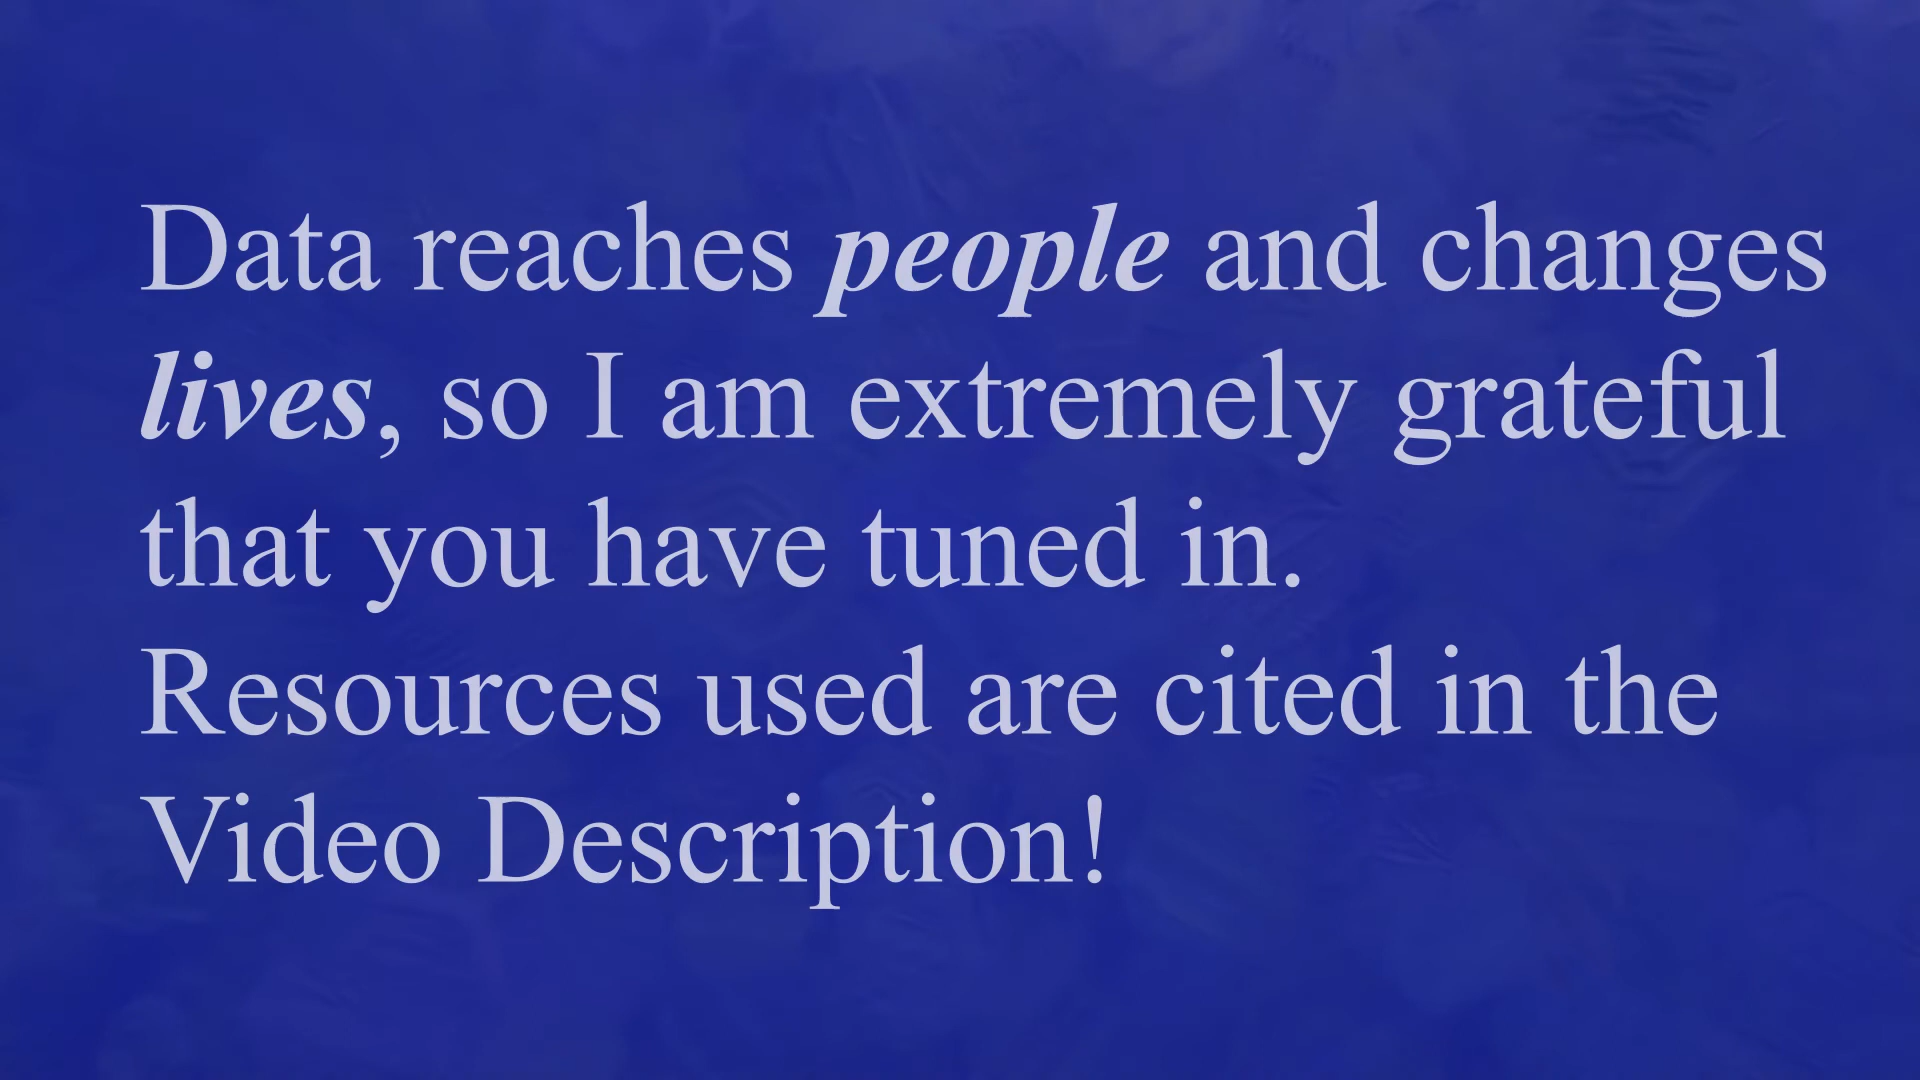 Data reaches people and changes
lives, so I am extremely grateful
that you have tuned in.
Resources used are cited in the
Video Description!